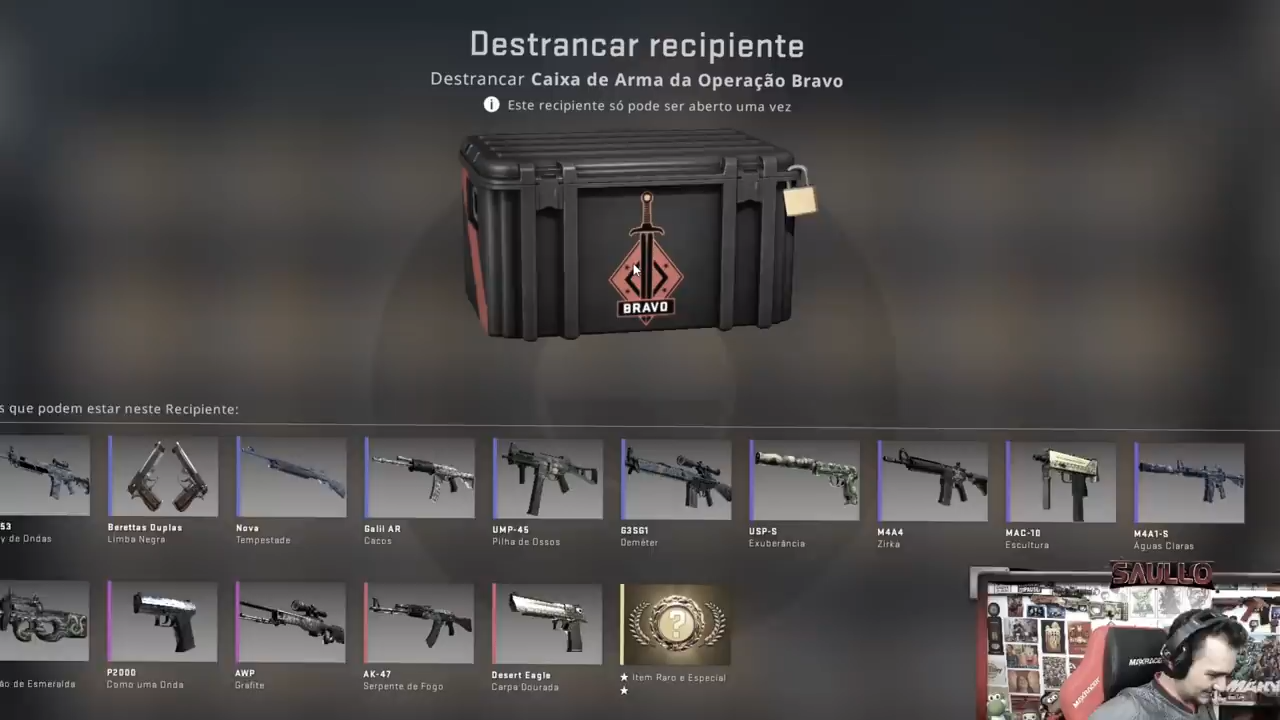 Destrancar recipiente
Destrancar Caixa de Arma da Operação Bravo
i Este recipiente só pode ser aberto uma vez
BRAVO
s que podem estar neste Recipiente:
53
y de Ondas
Berettas Duplas
Limba Negra
Nova
Tempestade
Galil AR
Cacos
UMP-45
Pilha de Ossos
G3SG1
Deméter
USP-S
Exuberância
M4A4
Zirka
MAC-10
Escultura
M4A1-S
Águas Claras
ão de Esmeralda
P2000
Como uma Onda
AWP
Grafite
AK-47
Serpente de Fogo
Desert Eagle
Carpa Dourada
?
★ Item Raro e Especial
★
SAULLO
MAXRACER